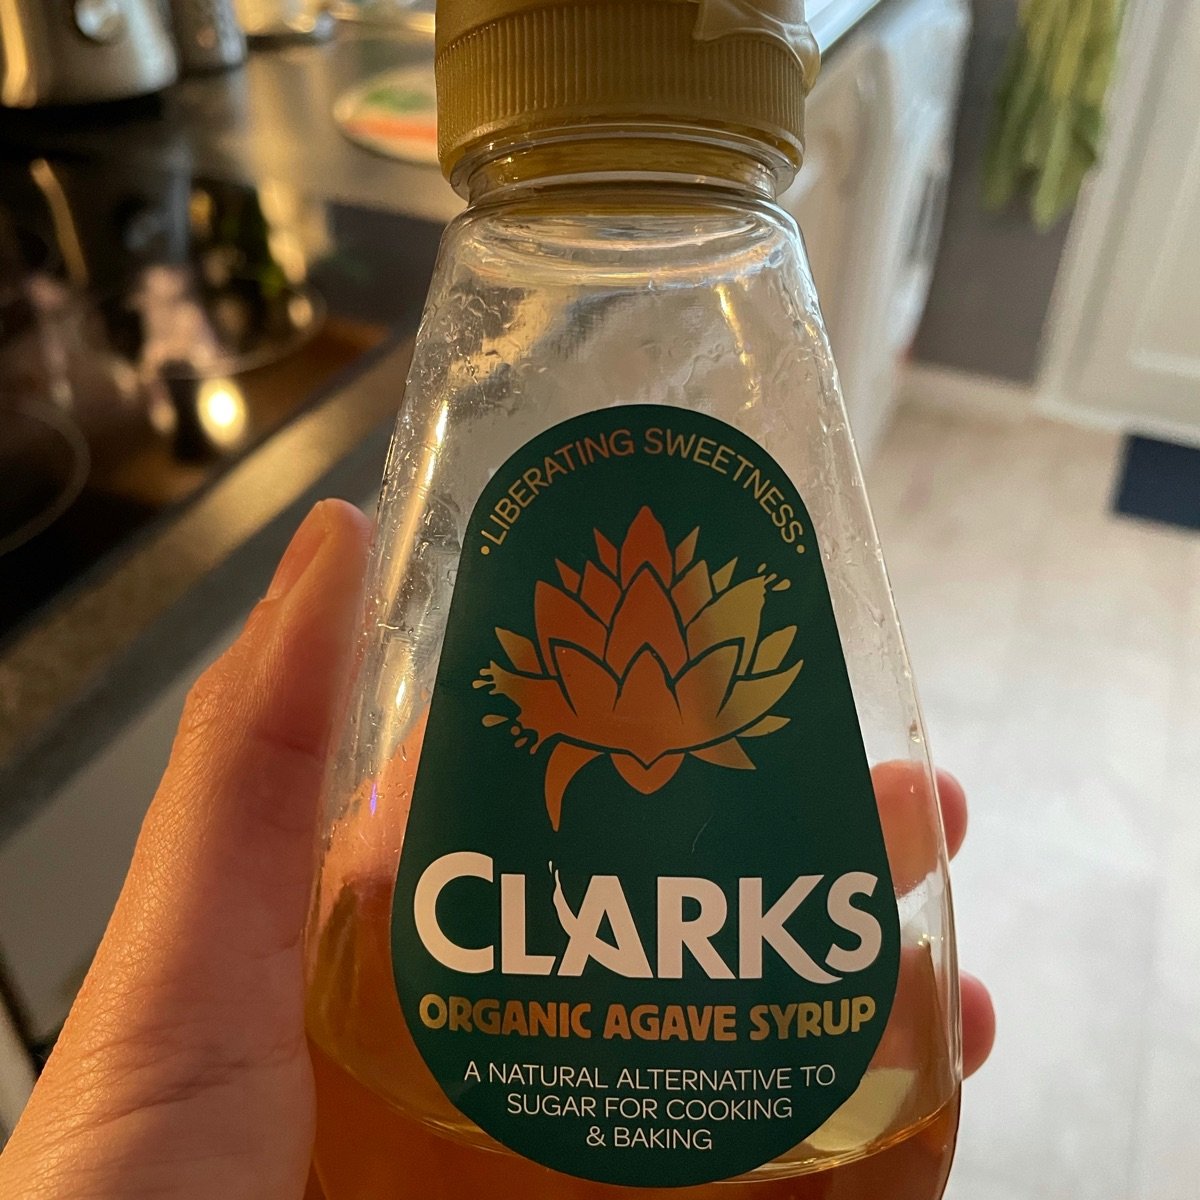 •LIBERATING SWEETNESS•
CLARKS
ORGANIC AGAVE SYRUP
A NATURAL ALTERNATIVE TO
SUGAR FOR COOKING
& BAKING